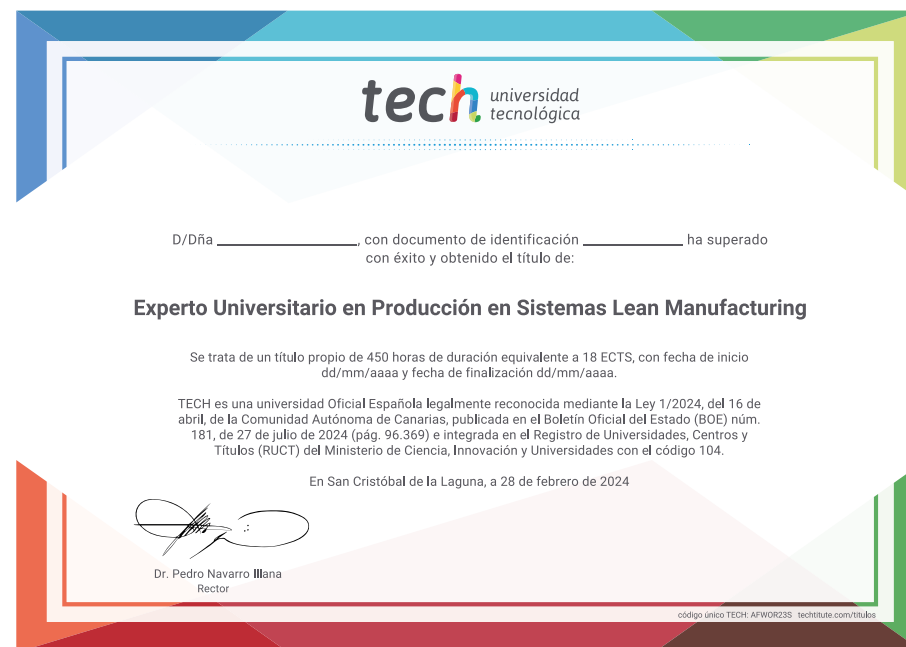 tech universidad
tecnológica
D/Dña ____________________, con documento de identificación ______________ ha superado
con éxito y obtenido el título de:
Experto Universitario en Producción en Sistemas Lean Manufacturing
Se trata de un título propio de 450 horas de duración equivalente a 18 ECTS, con fecha de inicio
dd/mm/aaaa y fecha de finalización dd/mm/aaaa.
TECH es una universidad Oficial Española legalmente reconocida mediante la Ley 1/2024, del 16 de
abril, de la Comunidad Autónoma de Canarias, publicada en el Boletín Oficial del Estado (BOE) núm.
181, de 27 de julio de 2024 (pág. 96.369) e integrada en el Registro de Universidades, Centros y
Títulos (RUCT) del Ministerio de Ciencia, Innovación y Universidades con el código 104.
En San Cristóbal de la Laguna, a 28 de febrero de 2024
Dr. Pedro Navarro Illana
Rector
código único TECH: AFWOR23S techtitute.com/titulos